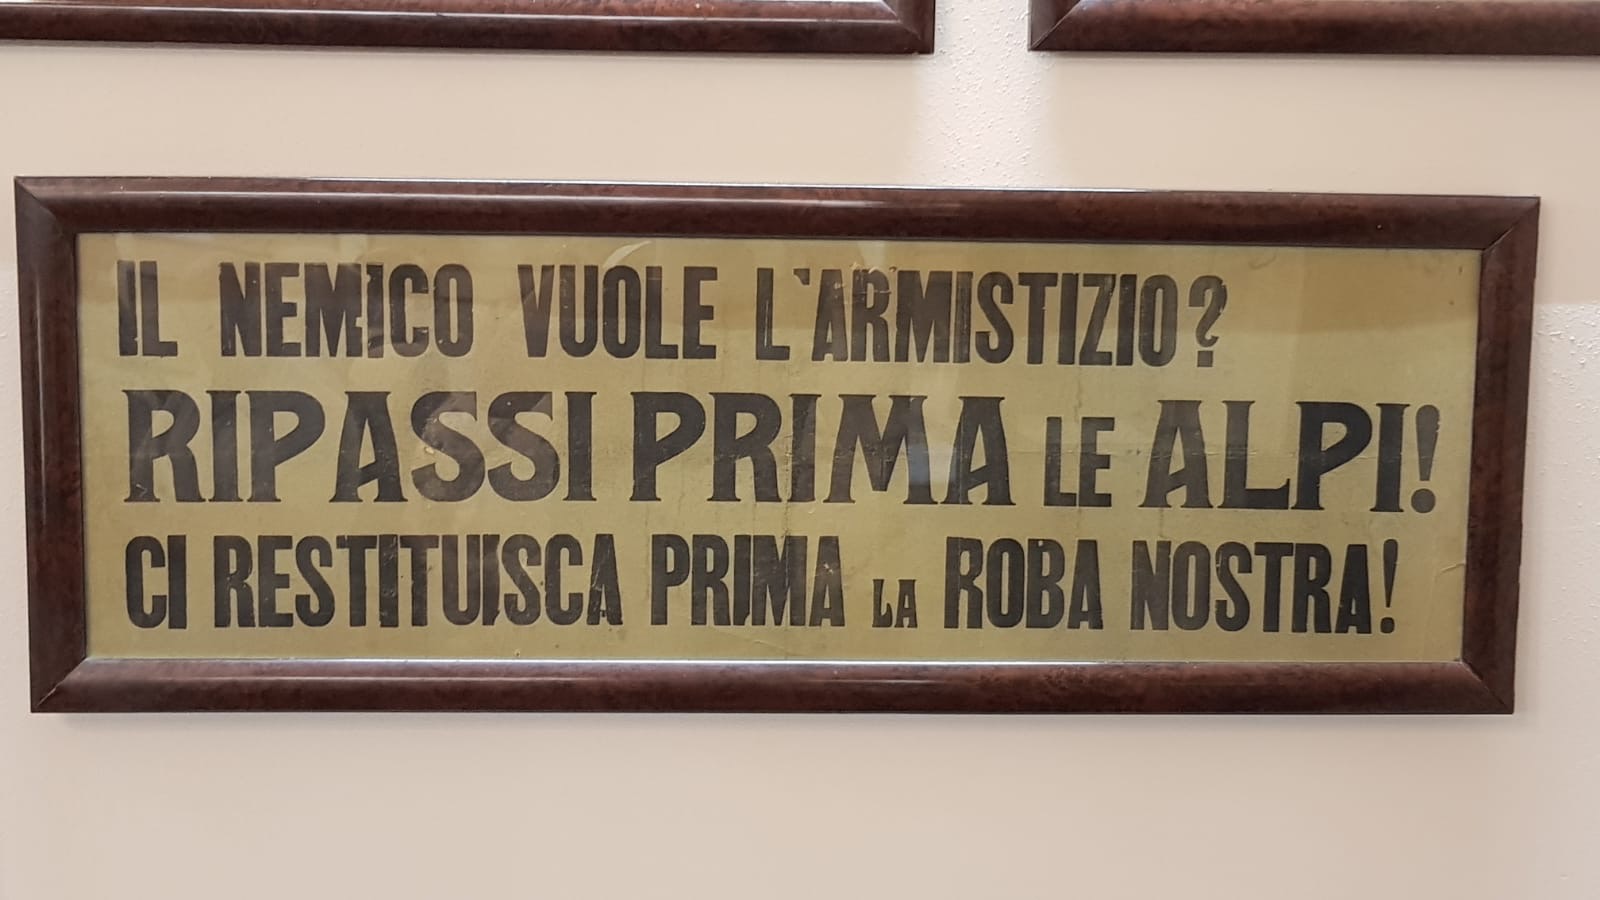 IL NEMICO VUOLE L'ARMISTIZIO?
RIPASSI PRIMA LE ALPI!
CI RESTITUISCA PRIMA LA ROBA NOSTRA!